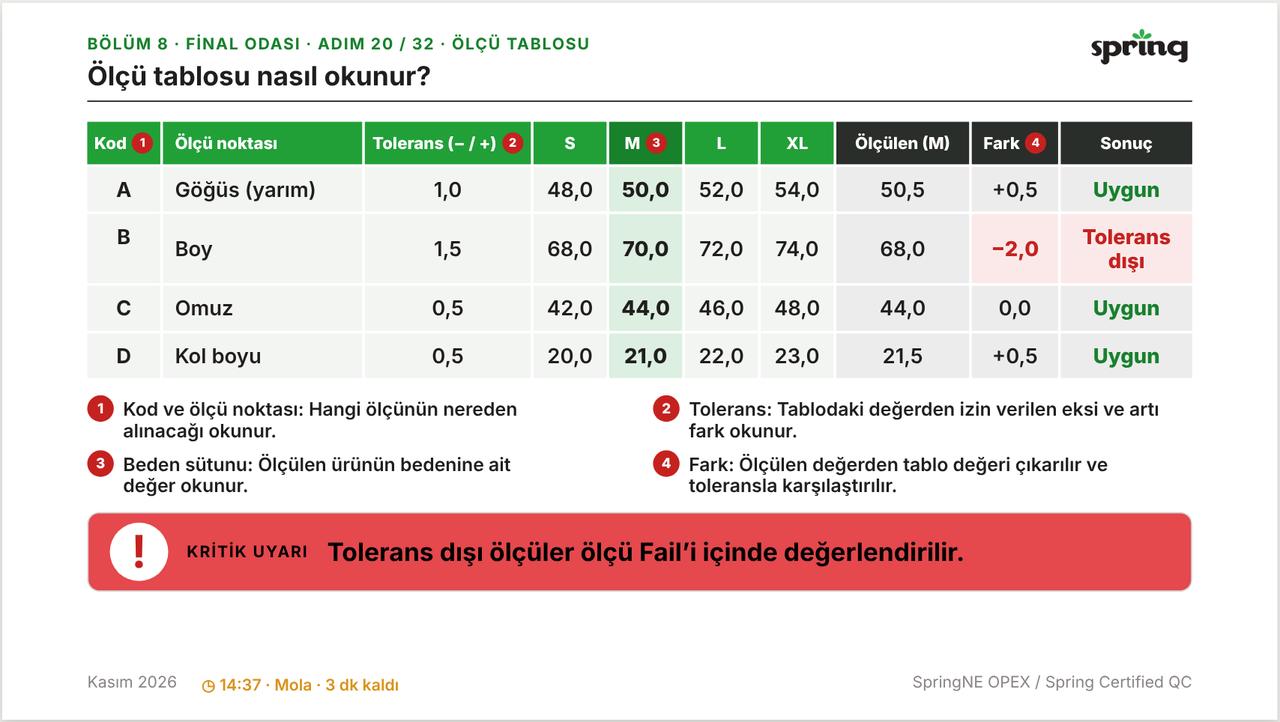 BÖLÜM 8 · FİNAL ODASI · ADIM 20 / 32 · ÖLÇÜ TABLOSU
spring
Ölçü tablosu nasıl okunur?
Kod 1 Ölçü noktası Tolerans (− / +) 2 S M 3 L XL Ölçülen (M) Fark 4 Sonuç
A Göğüs (yarım) 1,0 48,0 50,0 52,0 54,0 50,5 +0,5 Uygun
B Boy 1,5 68,0 70,0 72,0 74,0 68,0 −2,0 Tolerans
dışı
C Omuz 0,5 42,0 44,0 46,0 48,0 44,0 0,0 Uygun
D Kol boyu 0,5 20,0 21,0 22,0 23,0 21,5 +0,5 Uygun
1 Kod ve ölçü noktası: Hangi ölçünün nereden
alınacağı okunur.
2 Tolerans: Tablodaki değerden izin verilen eksi ve artı
fark okunur.
3 Beden sütunu: Ölçülen ürünün bedenine ait
değer okunur.
4 Fark: Ölçülen değerden tablo değeri çıkarılır ve
toleransla karşılaştırılır.
! KRİTİK UYARI Tolerans dışı ölçüler ölçü Fail’i içinde değerlendirilir.
Kasım 2026
14:37 · Mola · 3 dk kaldı
SpringNE OPEX / Spring Certified QC